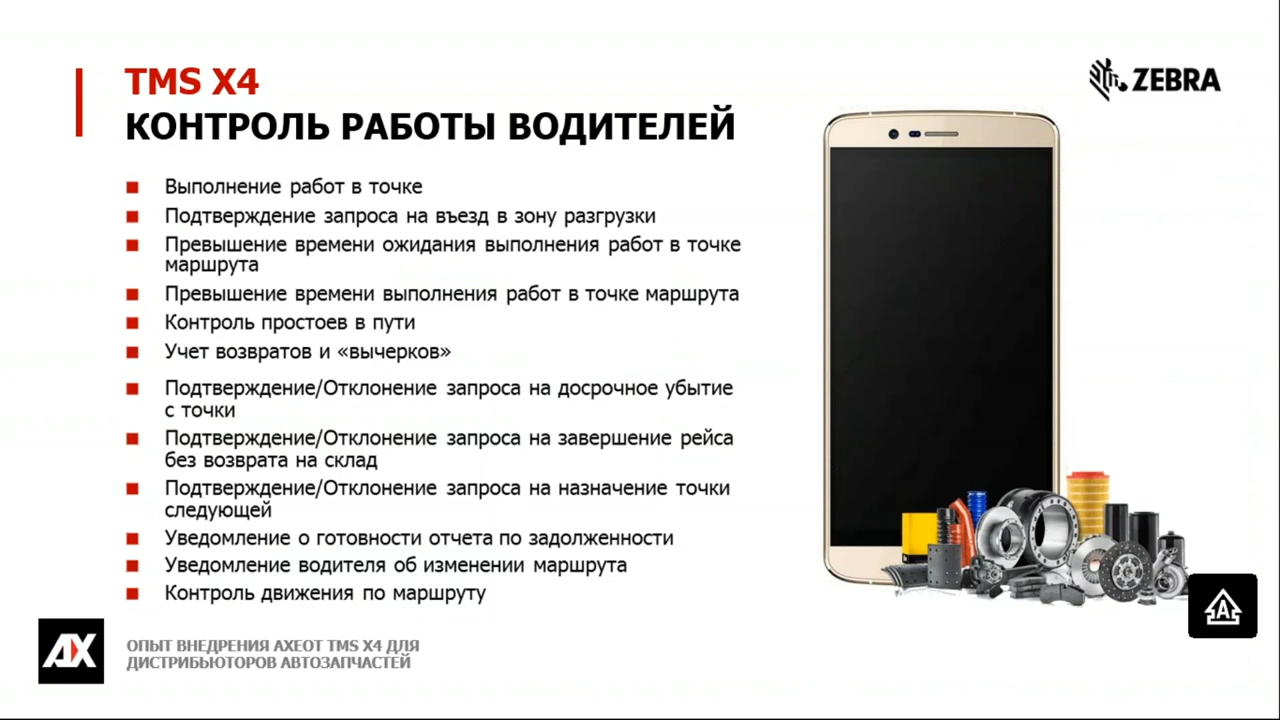 TMS X4
КОНТРОЛЬ РАБОТЫ ВОДИТЕЛЕЙ
ZEBRA
Выполнение работ в точке
Подтверждение запроса на въезд в зону разгрузки
Превышение времени ожидания выполнения работ в точке
маршрута
Превышение времени выполнения работ в точке маршрута
Контроль простоев в пути
Учет возвратов и «вычерков»
Подтверждение/Отклонение запроса на досрочное убытие
с точки
Подтверждение/Отклонение запроса на завершение рейса
без возврата на склад
Подтверждение/Отклонение запроса на назначение точки
следующей
Уведомление о готовности отчета по задолженности
Уведомление водителя об изменении маршрута
Контроль движения по маршруту
AX
ОПЫТ ВНЕДРЕНИЯ AXEOT TMS X4 ДЛЯ
ДИСТРИБЬЮТОРОВ АВТОЗАПЧАСТЕЙ
A